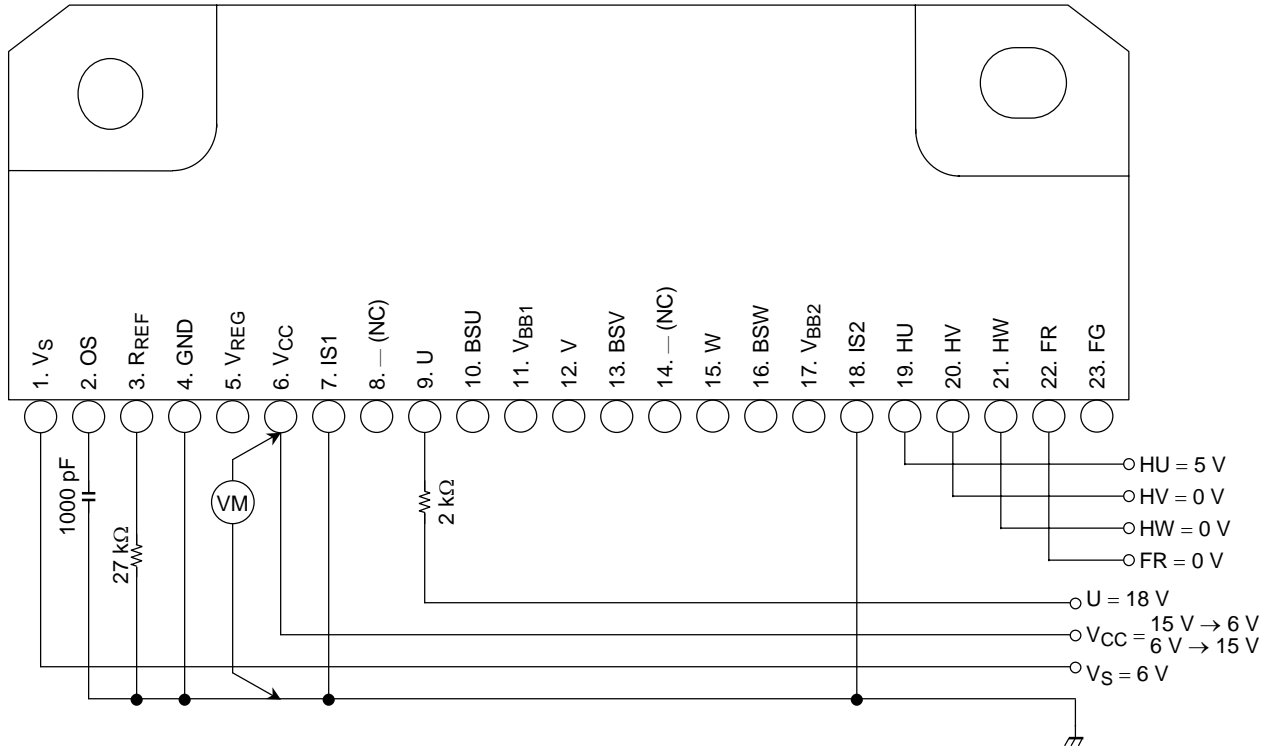 1. VS
2. OS
3. RREF
4. GND
5. VREG
6. VCC
7. IS1
8. — (NC)
9. U
10. BSU
11. VBB1
12. V
13. BSV
14. — (NC)
15. W
16. BSW
17. VBB2
18. IS2
19. HU
20. HV
21. HW
22. FR
23. FG
1000 pF
27 kΩ
VM
2 kΩ
HU = 5 V
HV = 0 V
HW = 0 V
FR = 0 V
U = 18 V
VCC = 15 V → 6 V
6 V → 15 V
VS = 6 V